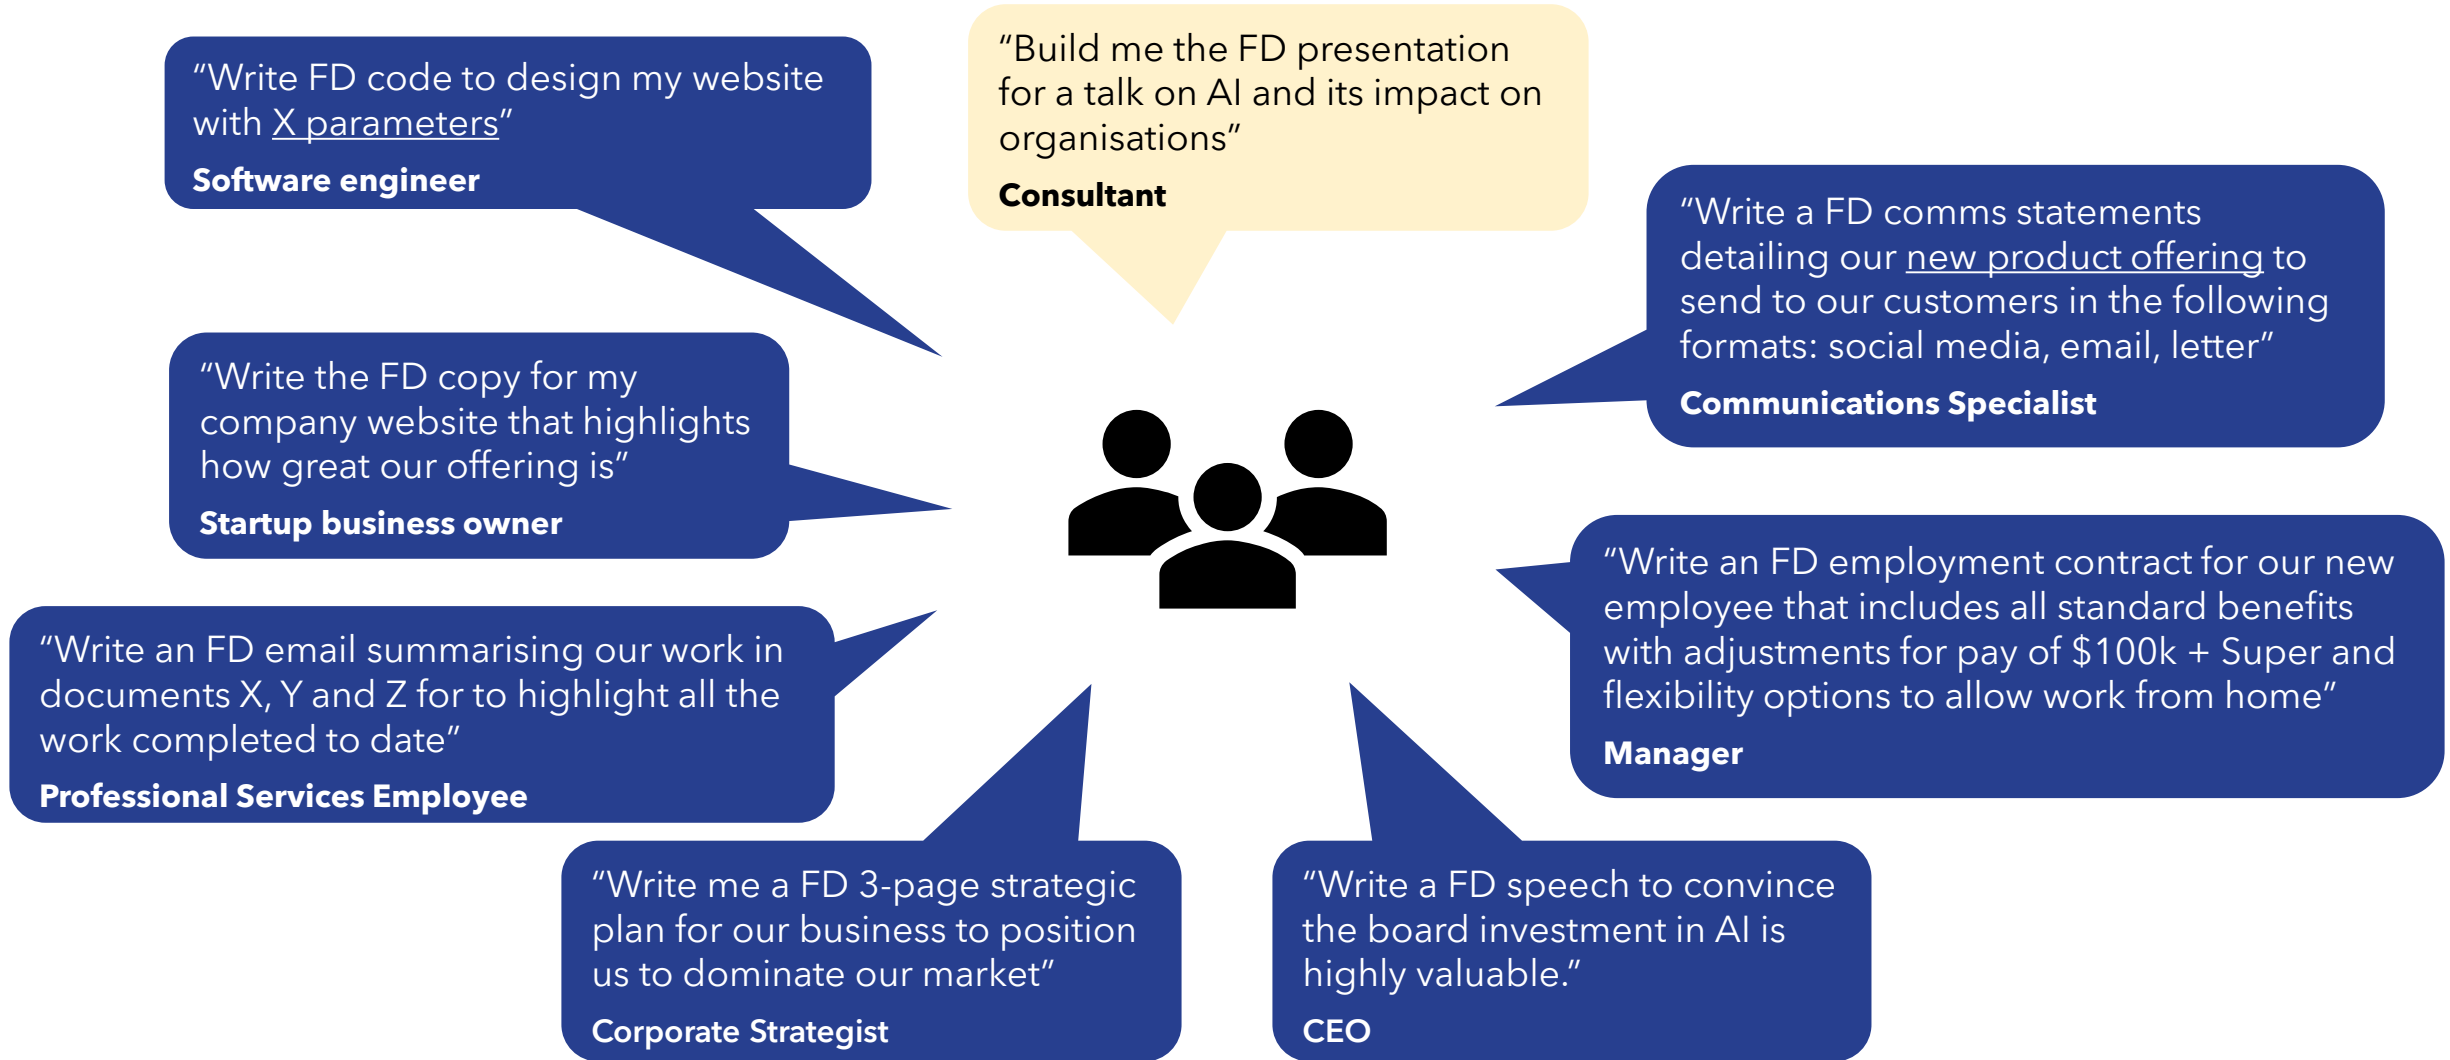 “Write FD code to design my website
with X parameters”
Software engineer
“Build me the FD presentation
for a talk on AI and its impact on
organisations”
Consultant
“Write a FD comms statements
detailing our new product offering to
send to our customers in the following
formats: social media, email, letter”
Communications Specialist
“Write the FD copy for my
company website that highlights
how great our offering is”
Startup business owner
“Write an FD employment contract for our new
employee that includes all standard benefits
with adjustments for pay of $100k + Super and
flexibility options to allow work from home”
Manager
“Write an FD email summarising our work in
documents X, Y and Z for to highlight all the
work completed to date”
Professional Services Employee
“Write me a FD 3-page strategic
plan for our business to position
us to dominate our market”
Corporate Strategist
“Write a FD speech to convince
the board investment in AI is
highly valuable.”
CEO